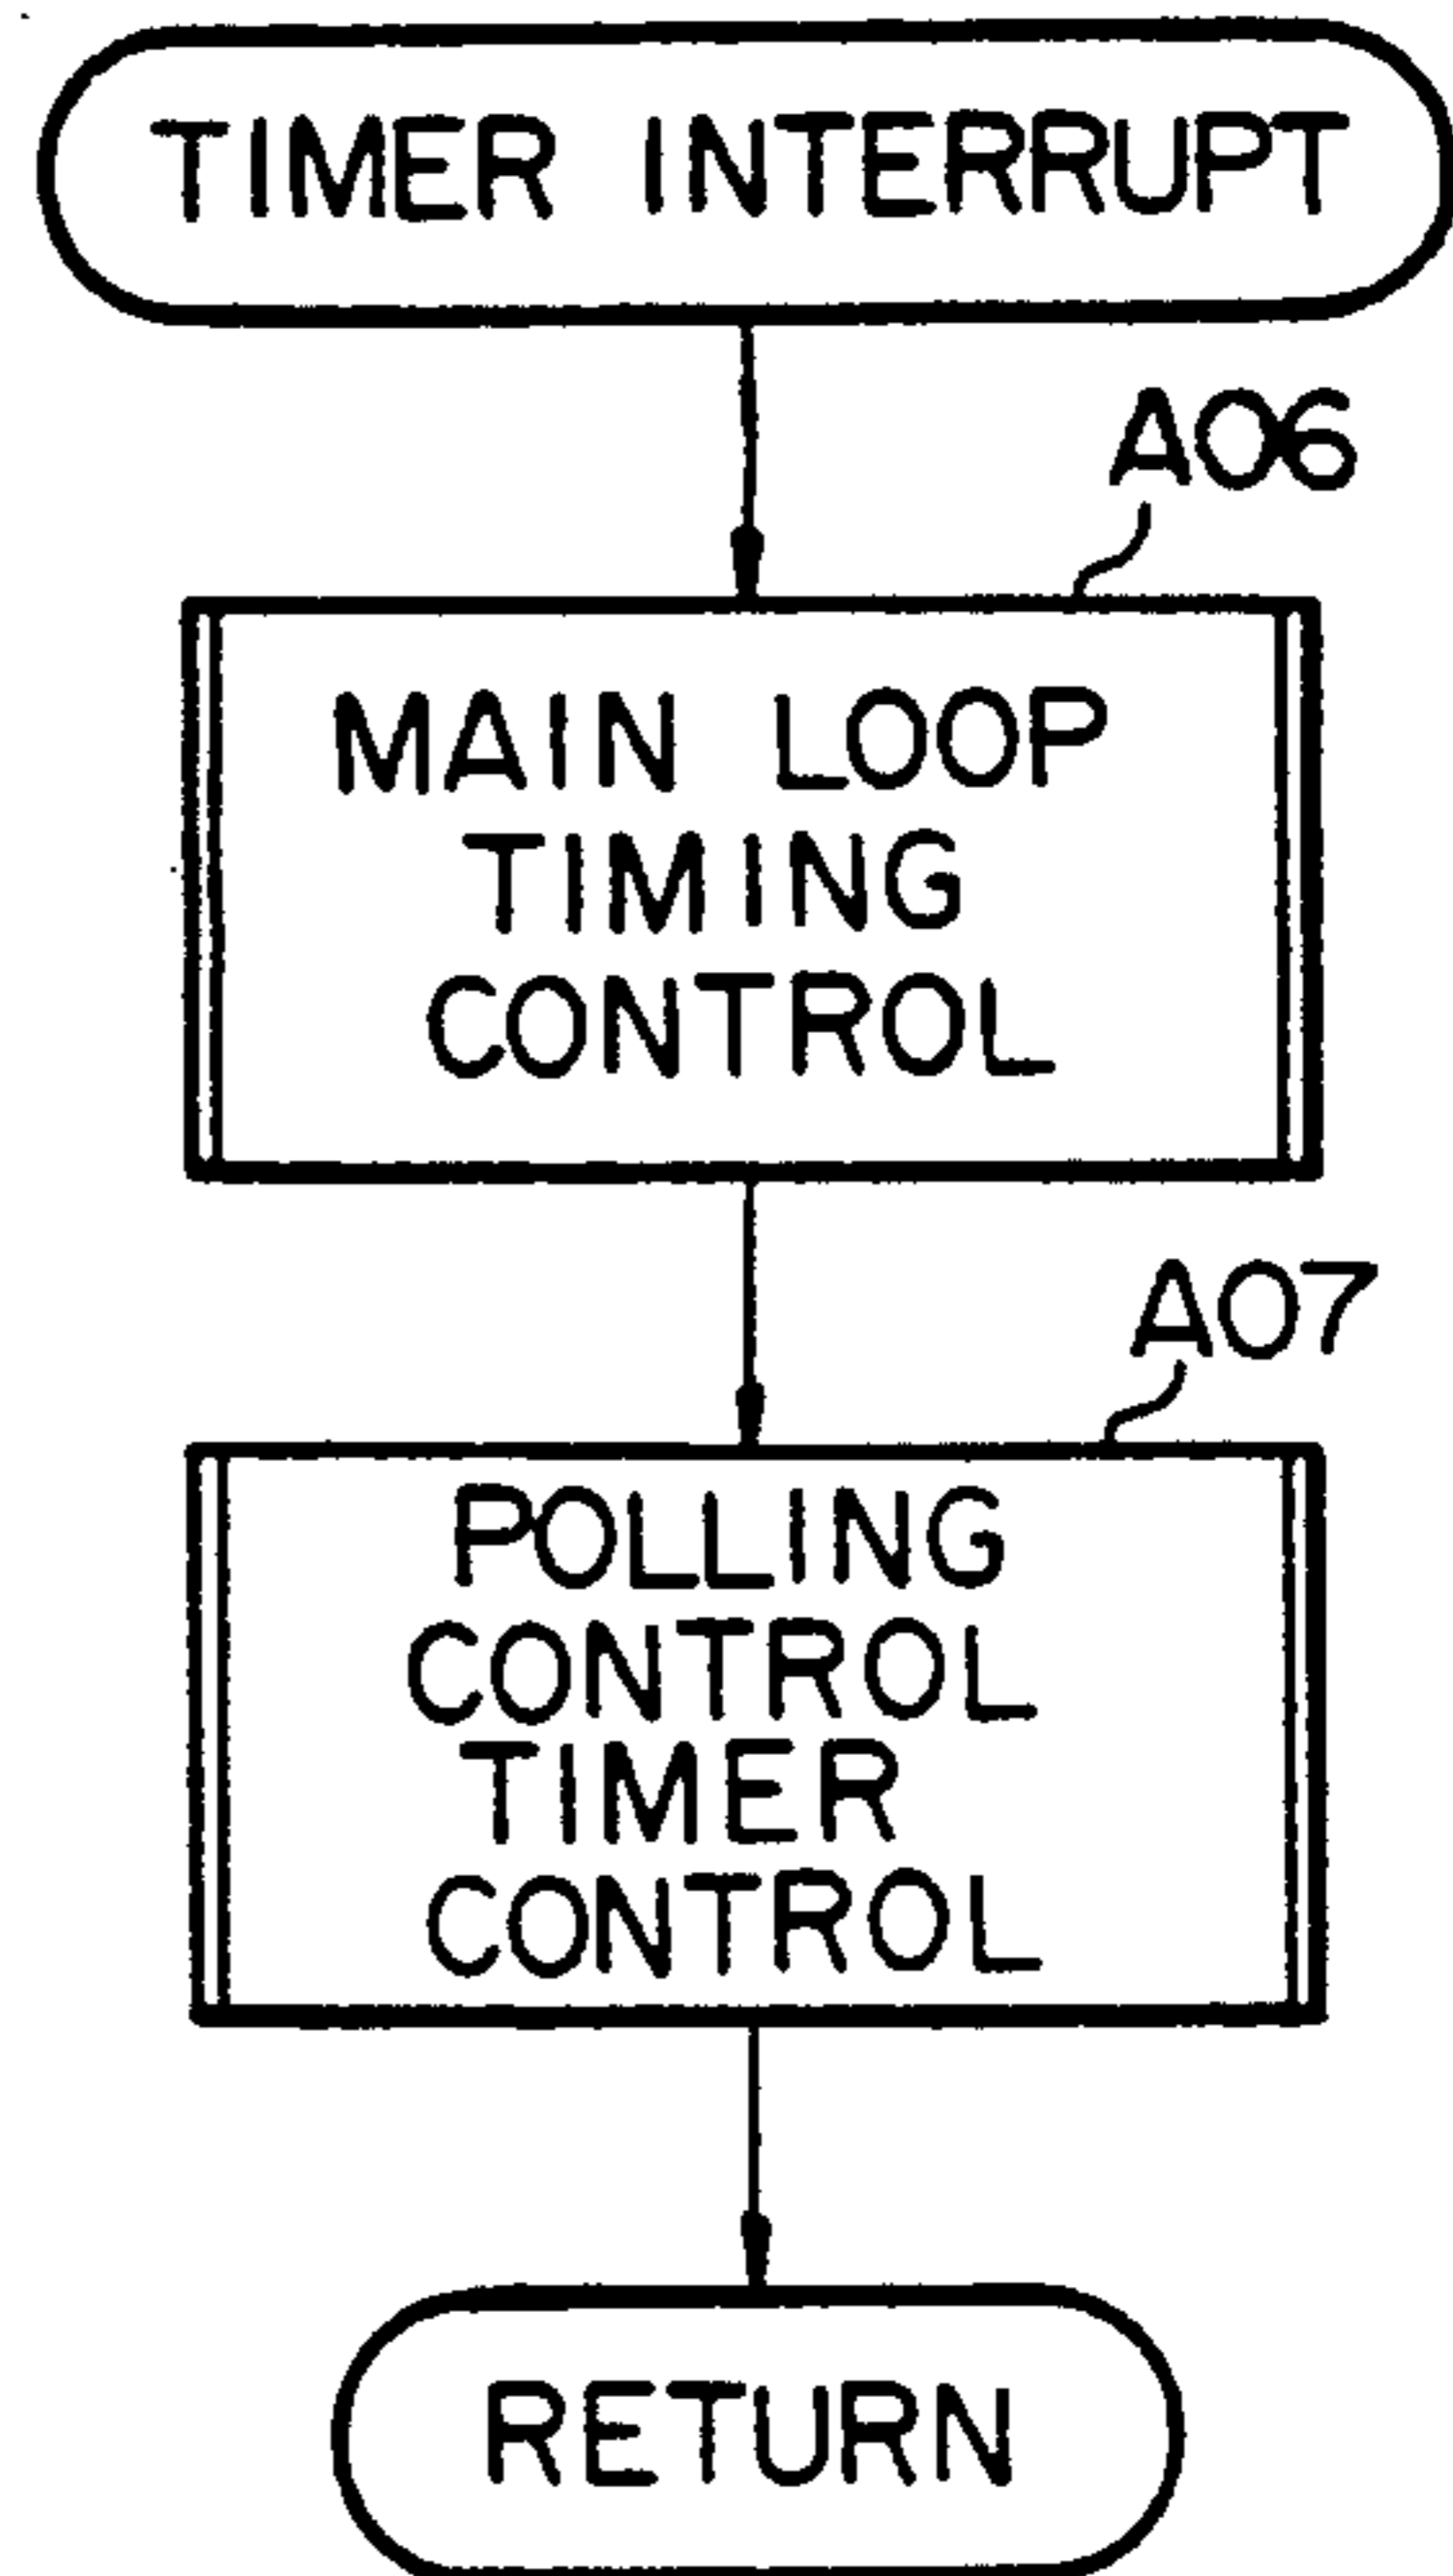 TIMER INTERRUPT
A06
MAIN LOOP
TIMING
CONTROL
A07
POLLING
CONTROL
TIMER
CONTROL
RETURN